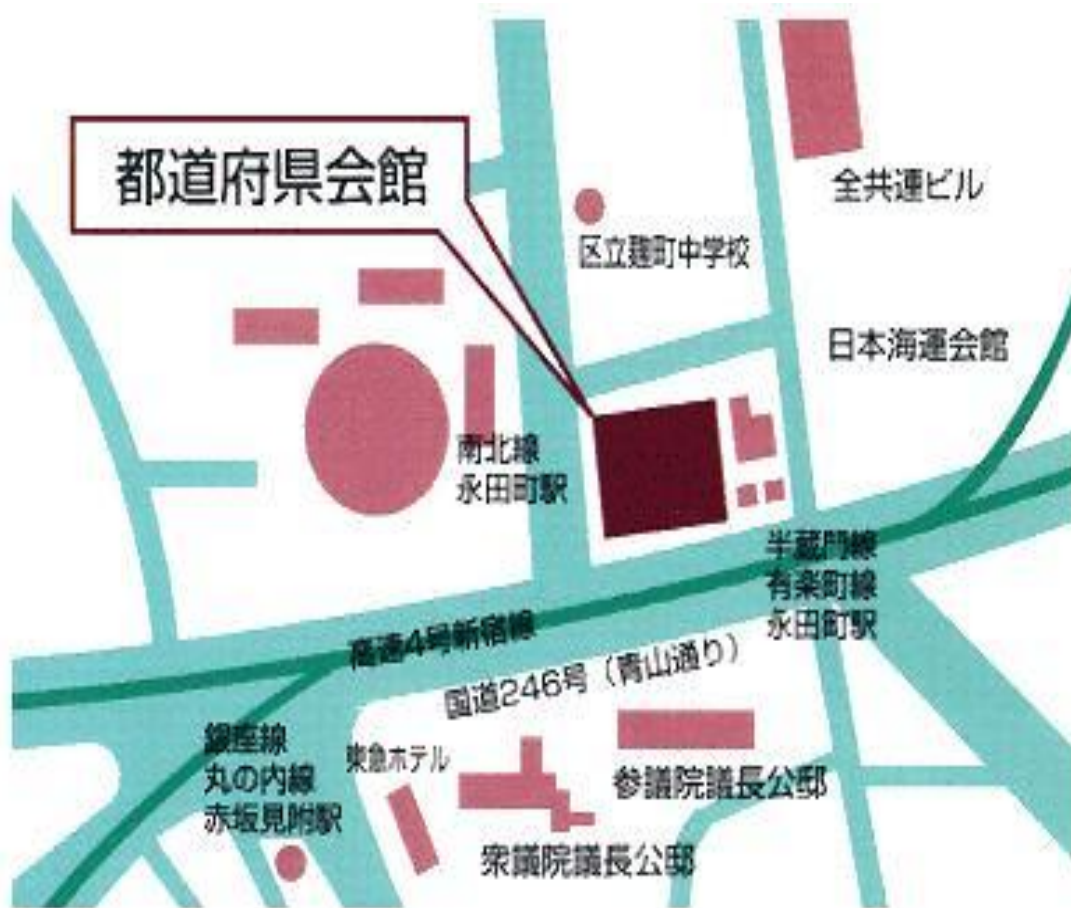 都道府県会館
全共連ビル
区立麹町中学校
日本海運会館
南北線
永田町駅
半蔵門線
有楽町線
永田町駅
高速4号新宿線
国道246号（青山通り）
銀座線
丸の内線
赤坂見附駅
東急ホテル
参議院議長公邸
衆議院議長公邸